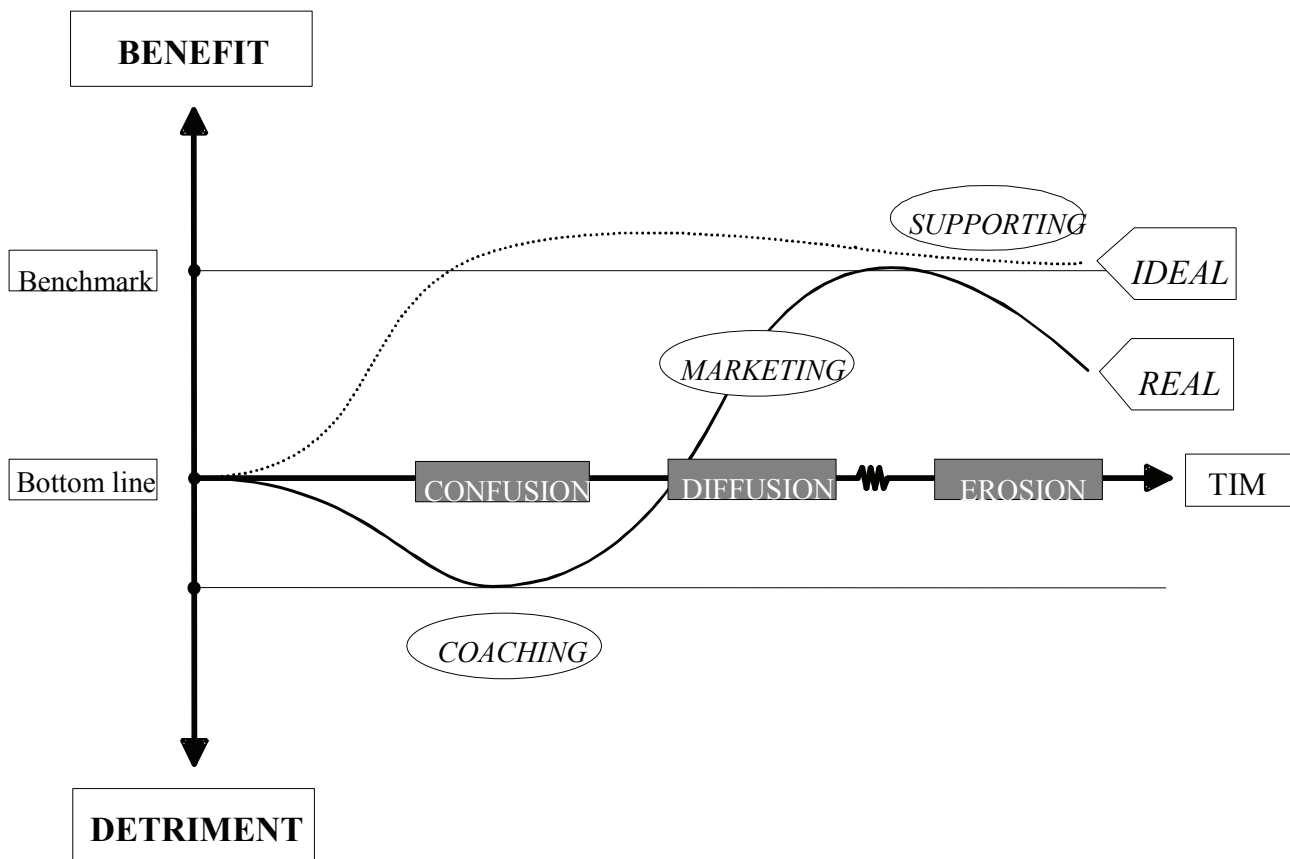 BENEFIT
SUPPORTING
Benchmark
IDEAL
MARKETING
REAL
Bottom line
CONFUSION
DIFFUSION
EROSION
TIM
COACHING
DETRIMENT